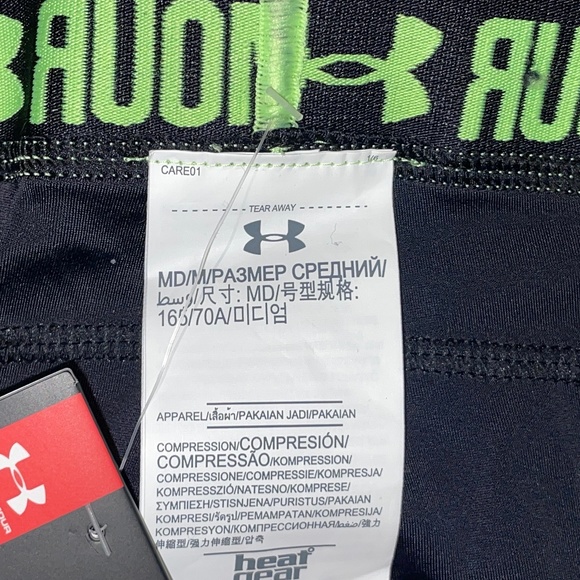 CARE01
TEAR AWAY
MD/M/РАЗМЕР СРЕДНИЙ/
وسط/尺寸: MD/号型规格:
165/70A/미디엄
APPAREL/เสื้อผ้า/PAKAIAN JADI/PAKAIAN
COMPRESSION/COMPRESIÓN/
COMPRESSÃO/KOMPRESSION/
COMPRESSIONE/COMPRESSIE/KOMPRESJA/
KOMPRESSZIÓ/NATESNO/KOMPRESE/
ΣΥΜΠΙΕΣΗ/STISNJENA/PURISTUS/PAKAIAN
KOMPRESI/รัดรูป/PEMAMPATAN/KOMPRESYON/КОМПРЕССИОННАЯ/ضغط/強力
伸縮型/强力伸缩型/압축
heat
gear